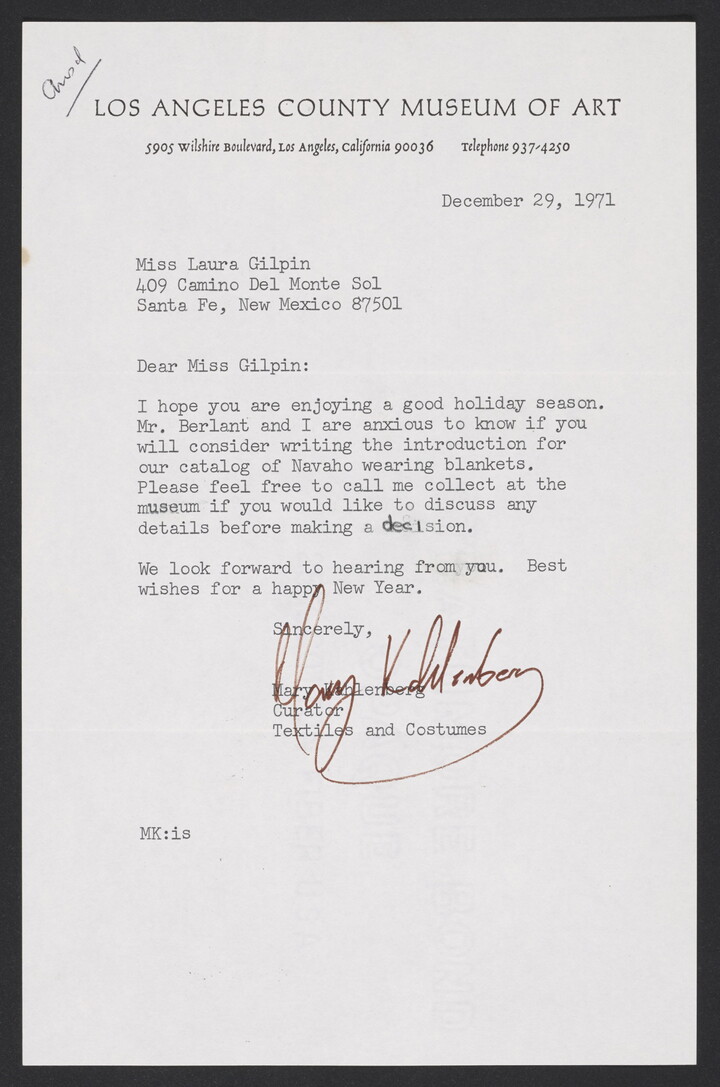 LOS ANGELES COUNTY MUSEUM OF ART
5905 Wilshire Boulevard, Los Angeles, California 90036 Telephone 937-4250
December 29, 1971
Miss Laura Gilpin
409 Camino Del Monte Sol
Santa Fe, New Mexico 87501
Dear Miss Gilpin:
I hope you are enjoying a good holiday season.
Mr. Berlant and I are anxious to know if you
will consider writing the introduction for
our catalog of Navaho wearing blankets.
Please feel free to call me collect at the
museum if you would like to discuss any
details before making a decision.
We look forward to hearing from you. Best
wishes for a happy New Year.
Sincerely,
Mary Kahlenberg
Mary Kahlenberg
Curator
Textiles and Costumes
MK:is